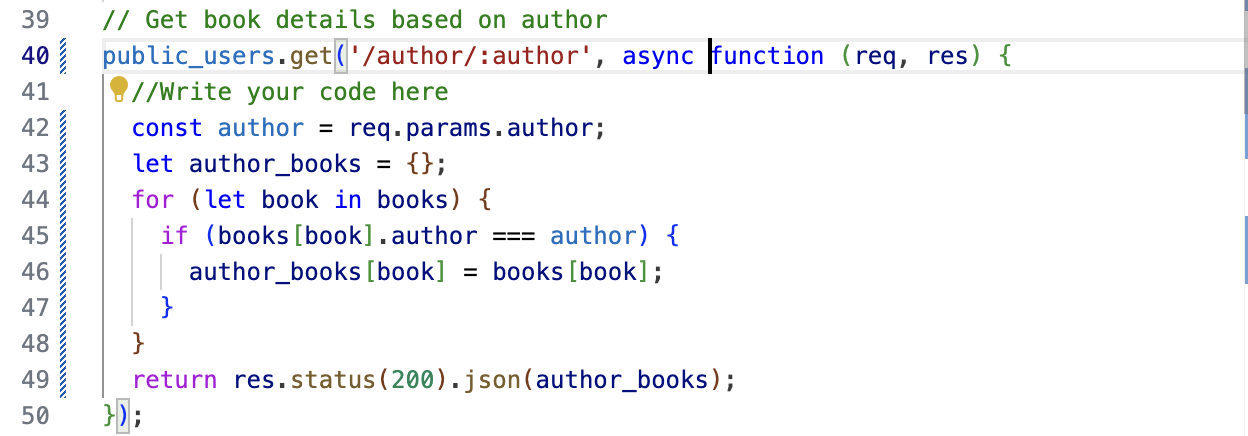 39 // Get book details based on author
40 public_users.get('/author/:author', async function (req, res) {
41 //Write your code here
42 const author = req.params.author;
43 let author_books = {};
44 for (let book in books) {
45 if (books[book].author === author) {
46 author_books[book] = books[book];
47 }
48 }
49 return res.status(200).json(author_books);
50 });